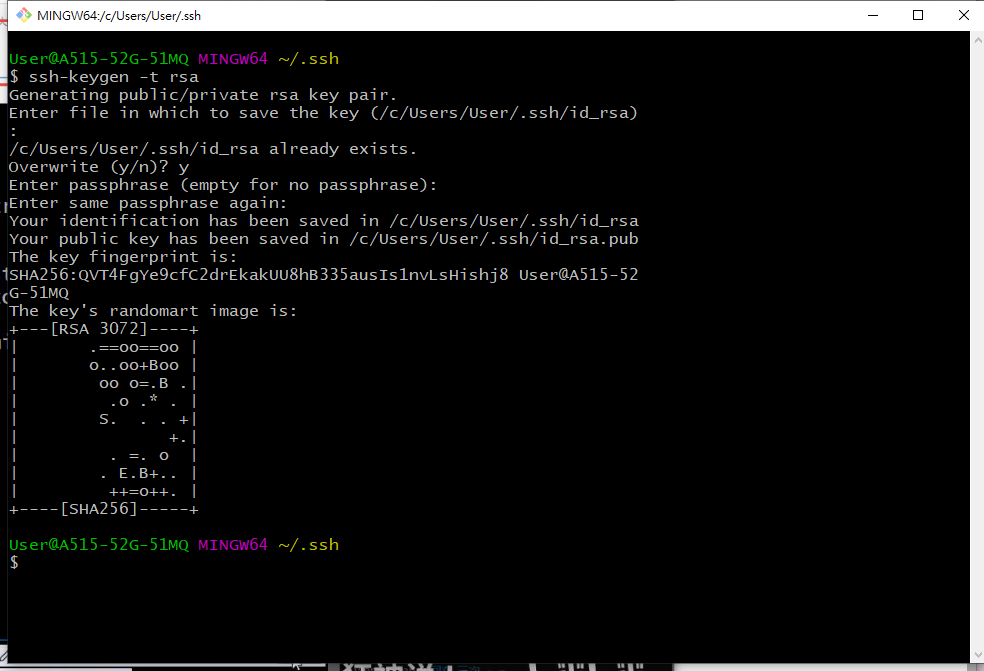 MINGW64:/c/Users/User/.ssh
User@A515-52G-51MQ MINGW64 ~/.ssh
$ ssh-keygen -t rsa
Generating public/private rsa key pair.
Enter file in which to save the key (/c/Users/User/.ssh/id_rsa)
:
/c/Users/User/.ssh/id_rsa already exists.
Overwrite (y/n)? y
Enter passphrase (empty for no passphrase):
Enter same passphrase again:
Your identification has been saved in /c/Users/User/.ssh/id_rsa
Your public key has been saved in /c/Users/User/.ssh/id_rsa.pub
The key fingerprint is:
SHA256:QVT4FgYe9cfC2drEkakUU8hB335ausIs1nvLsHishj8 User@A515-52
G-51MQ
The key's randomart image is:
+---[RSA 3072]----+
|       .==oo==oo |
|       o..oo+Boo |
|        oo o=.B .|
|         .o .* . |
|        S.  . . +|
|               +.|
|         . =. o  |
|        . E.B+.. |
|         ++=o++. |
+----[SHA256]-----+
User@A515-52G-51MQ MINGW64 ~/.ssh
$